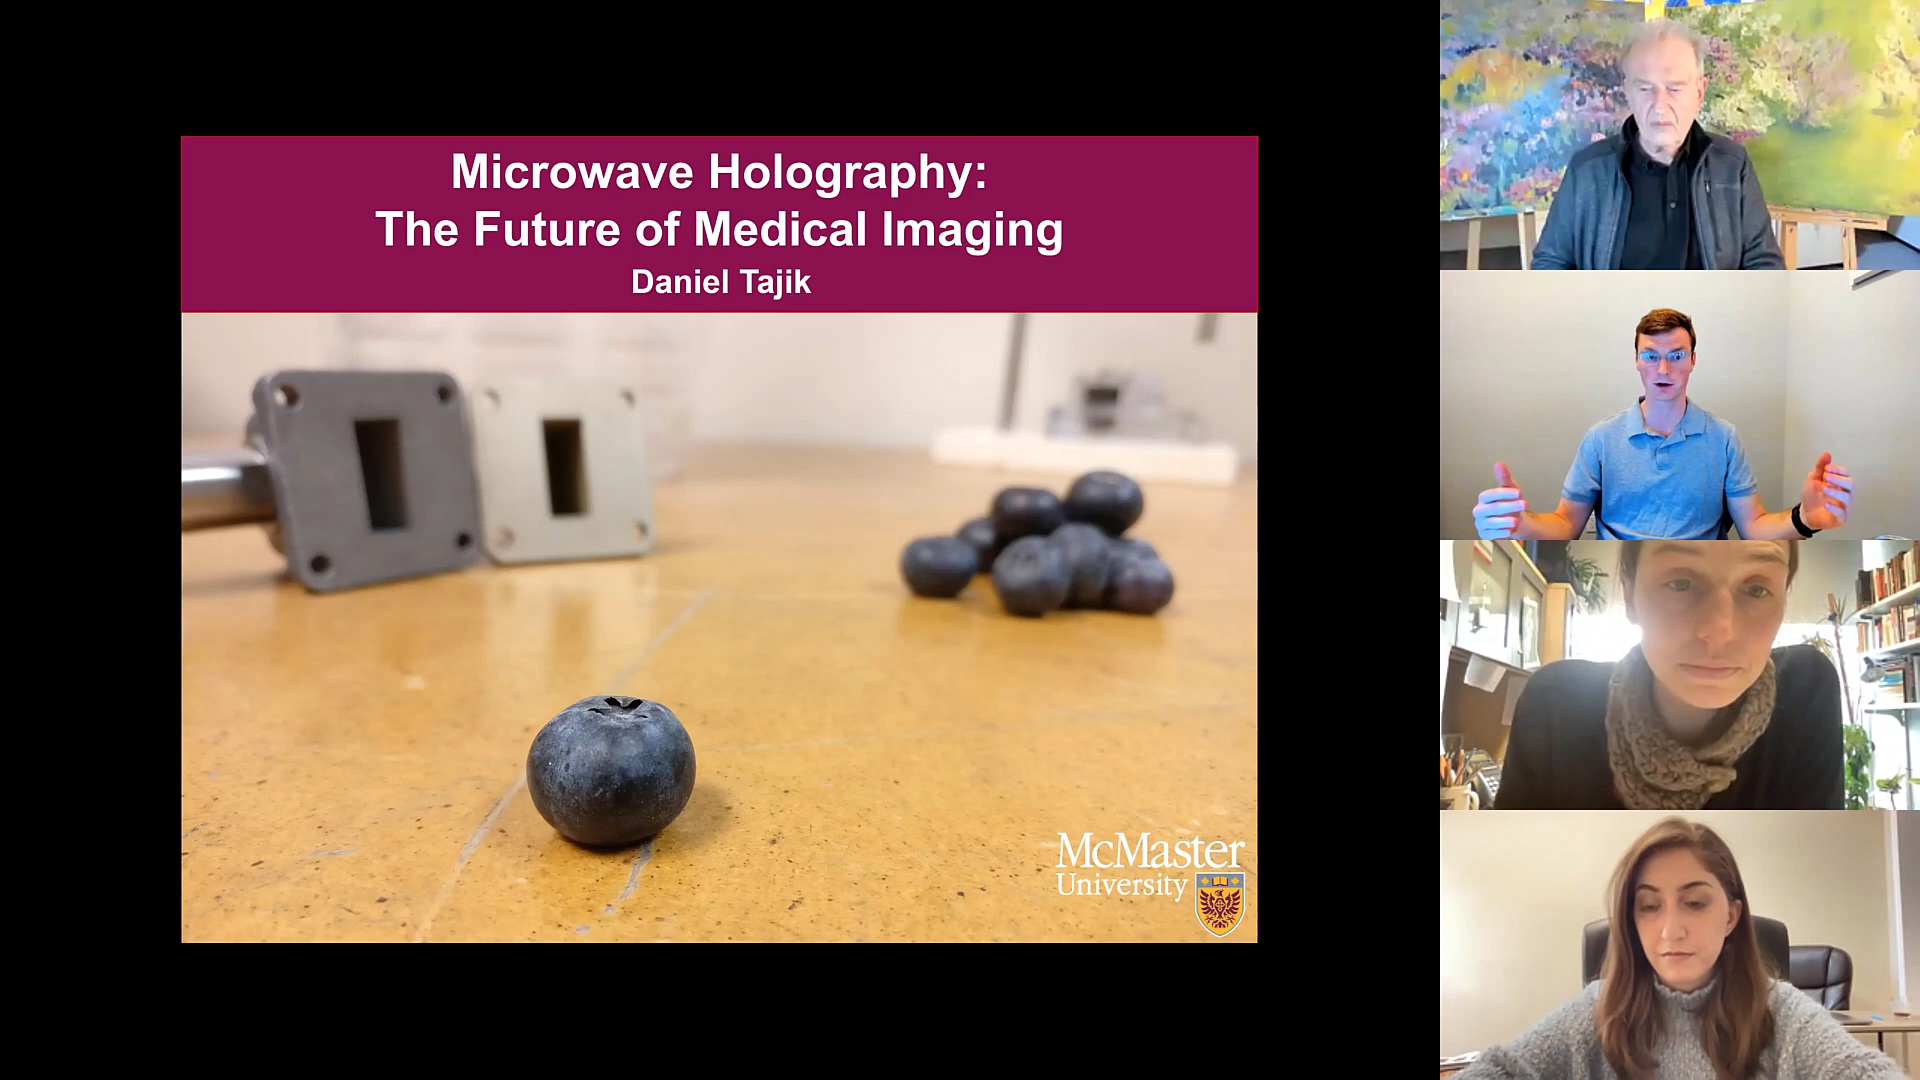 Microwave Holography:
The Future of Medical Imaging
Daniel Tajik
McMaster
University